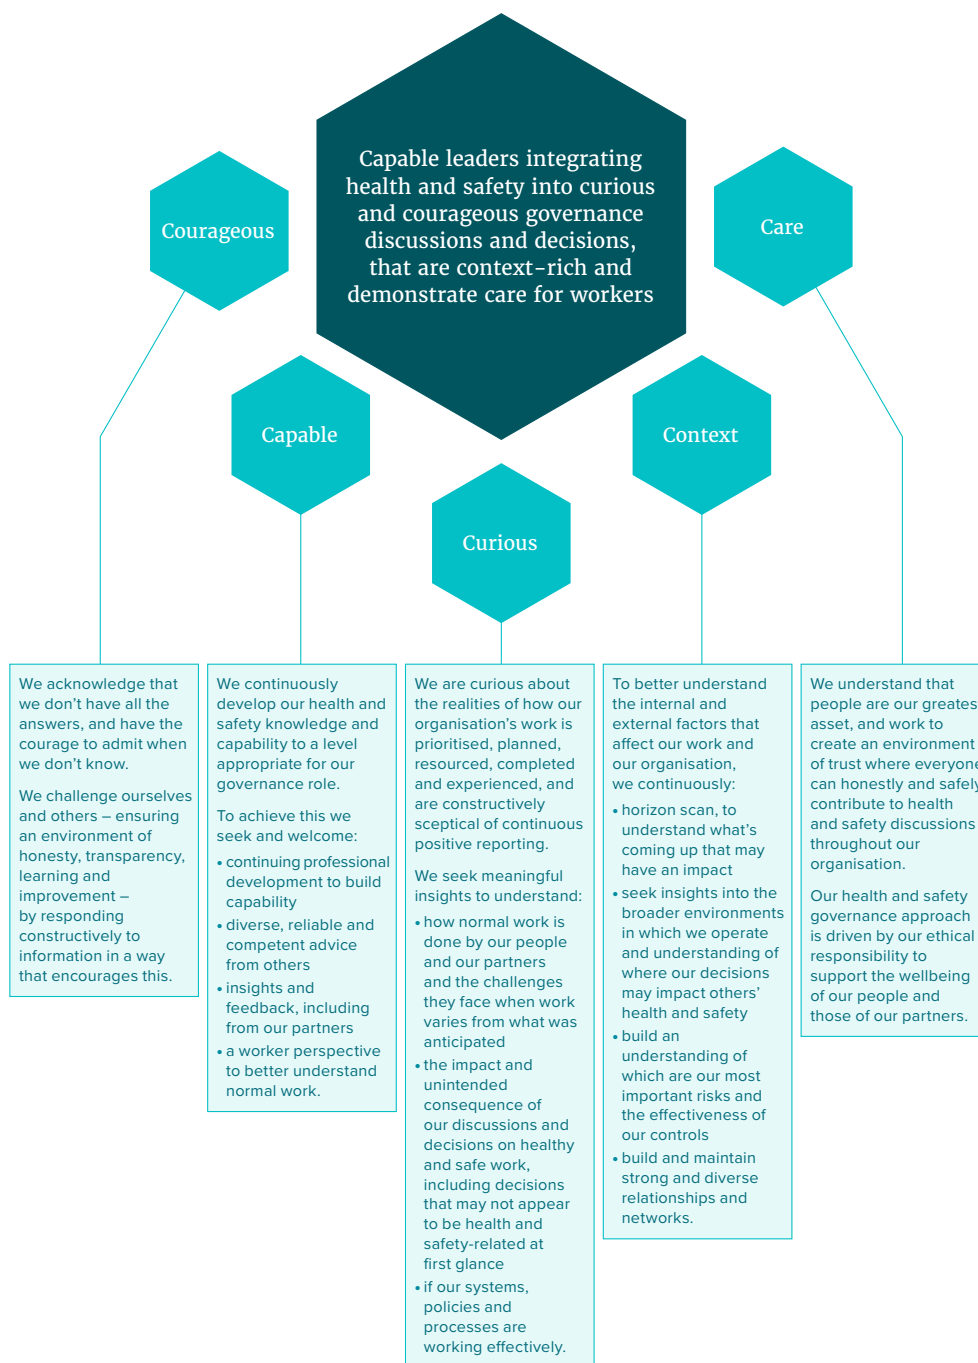 Capable leaders integrating
health and safety into curious
and courageous governance
discussions and decisions,
that are context-rich and
demonstrate care for workers
Courageous
Care
Capable
Context
Curious
We acknowledge that
we don't have all the
answers, and have the
courage to admit when
we don't know.
We challenge ourselves
and others – ensuring
an environment of
honesty, transparency,
learning and
improvement –
by responding
constructively to
information in a way
that encourages this.
We continuously
develop our health and
safety knowledge and
capability to a level
appropriate for our
governance role.
To achieve this we
seek and welcome:
• continuing professional
development to build
capability
• diverse, reliable and
competent advice
from others
• insights and
feedback, including
from our partners
• a worker perspective
to better understand
normal work.
We are curious about
the realities of how our
organisation's work is
prioritised, planned,
resourced, completed
and experienced, and
are constructively
sceptical of continuous
positive reporting.
We seek meaningful
insights to understand:
• how normal work is
done by our people
and our partners
and the challenges
they face when work
varies from what was
anticipated
• the impact and
unintended
consequence of
our discussions and
decisions on healthy
and safe work,
including decisions
that may not appear
to be health and
safety-related at
first glance
• if our systems,
policies and
processes are
working effectively.
To better understand
the internal and
external factors that
affect our work and
our organisation,
we continuously:
• horizon scan, to
understand what's
coming up that may
have an impact
• seek insights into the
broader environments
in which we operate
and understanding of
where our decisions
may impact others'
health and safety
• build an
understanding of
which are our most
important risks and
the effectiveness of
our controls
• build and maintain
strong and diverse
relationships and
networks.
We understand that
people are our greates
asset, and work to
create an environment
of trust where everyone
can honestly and safely
contribute to health
and safety discussions
throughout our
organisation.
Our health and safety
governance approach
is driven by our ethical
responsibility to
support the wellbeing
of our people and
those of our partners.